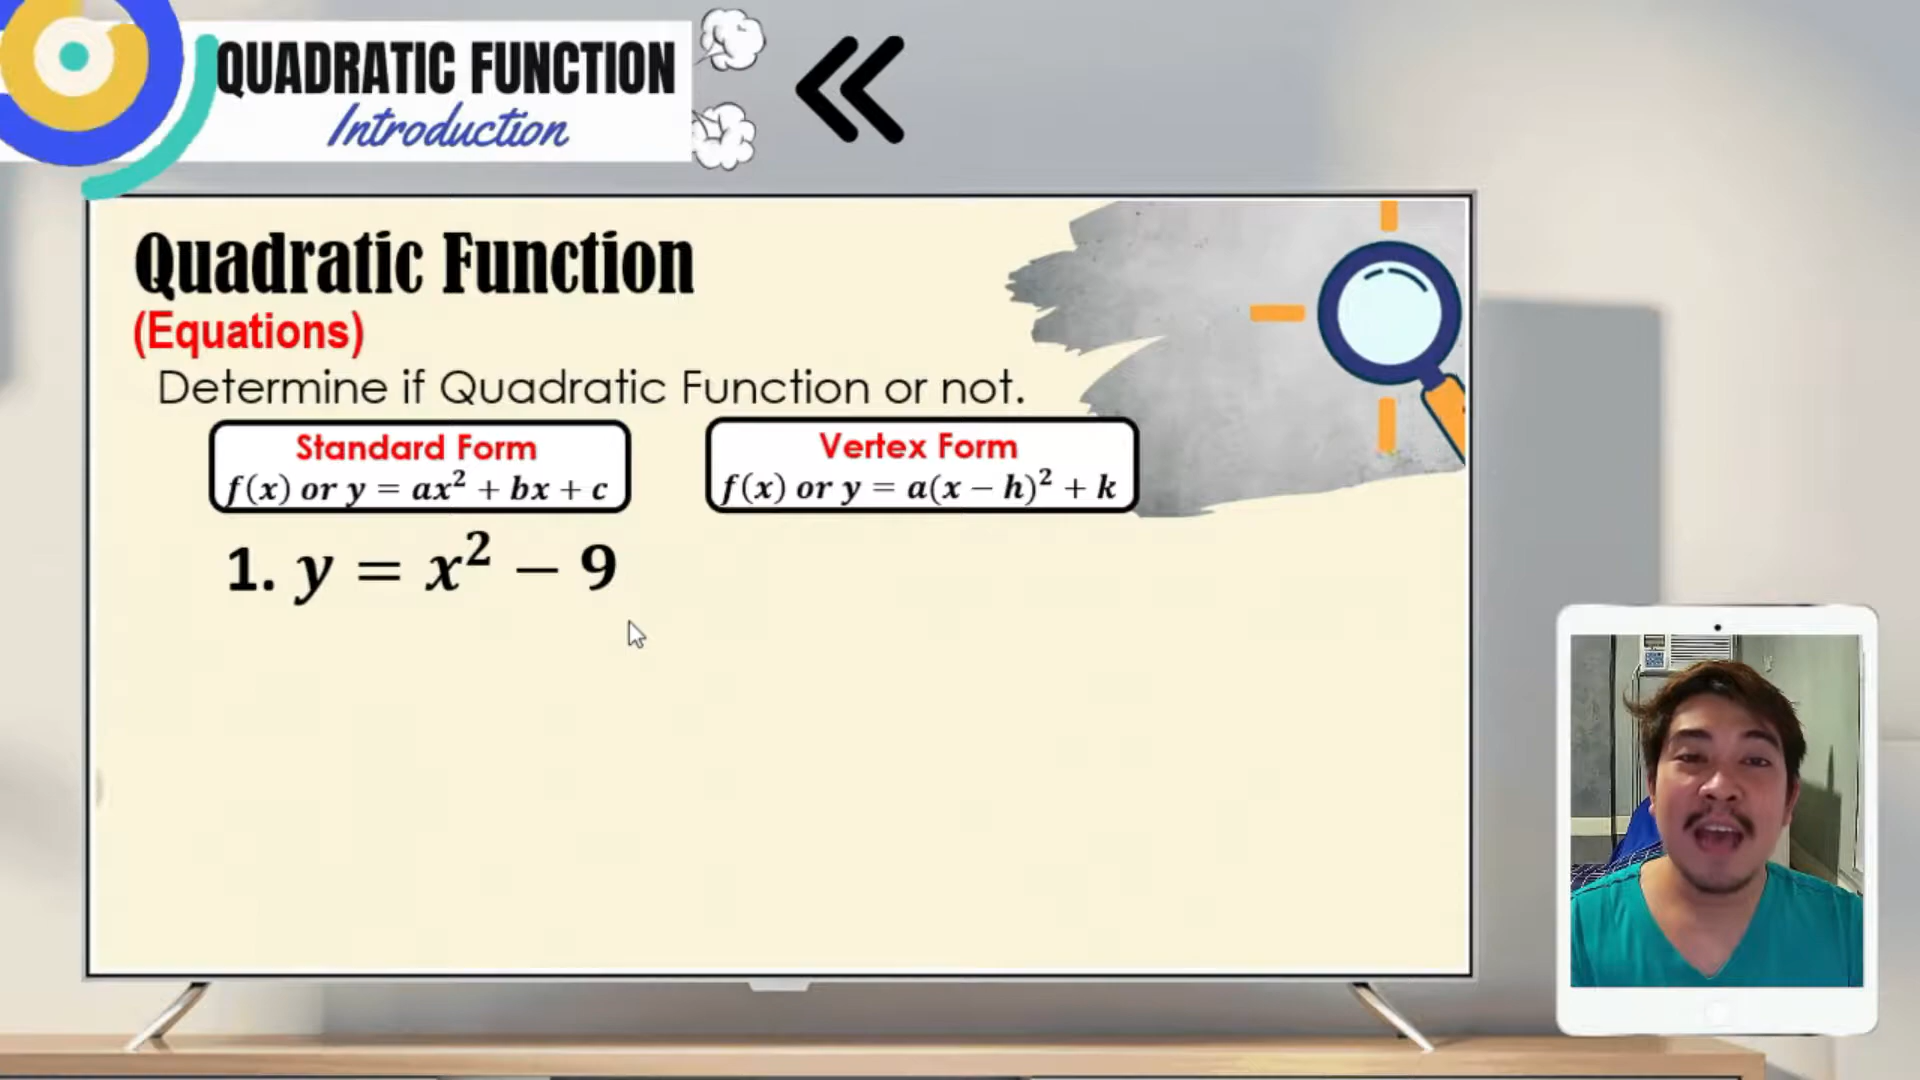 QUADRATIC FUNCTION
Introduction
Quadratic Function
(Equations)
Determine if Quadratic Function or not.
Standard Form
f(x) or y = ax² + bx + c
Vertex Form
f(x) or y = a(x − h)² + k
1. y = x² − 9